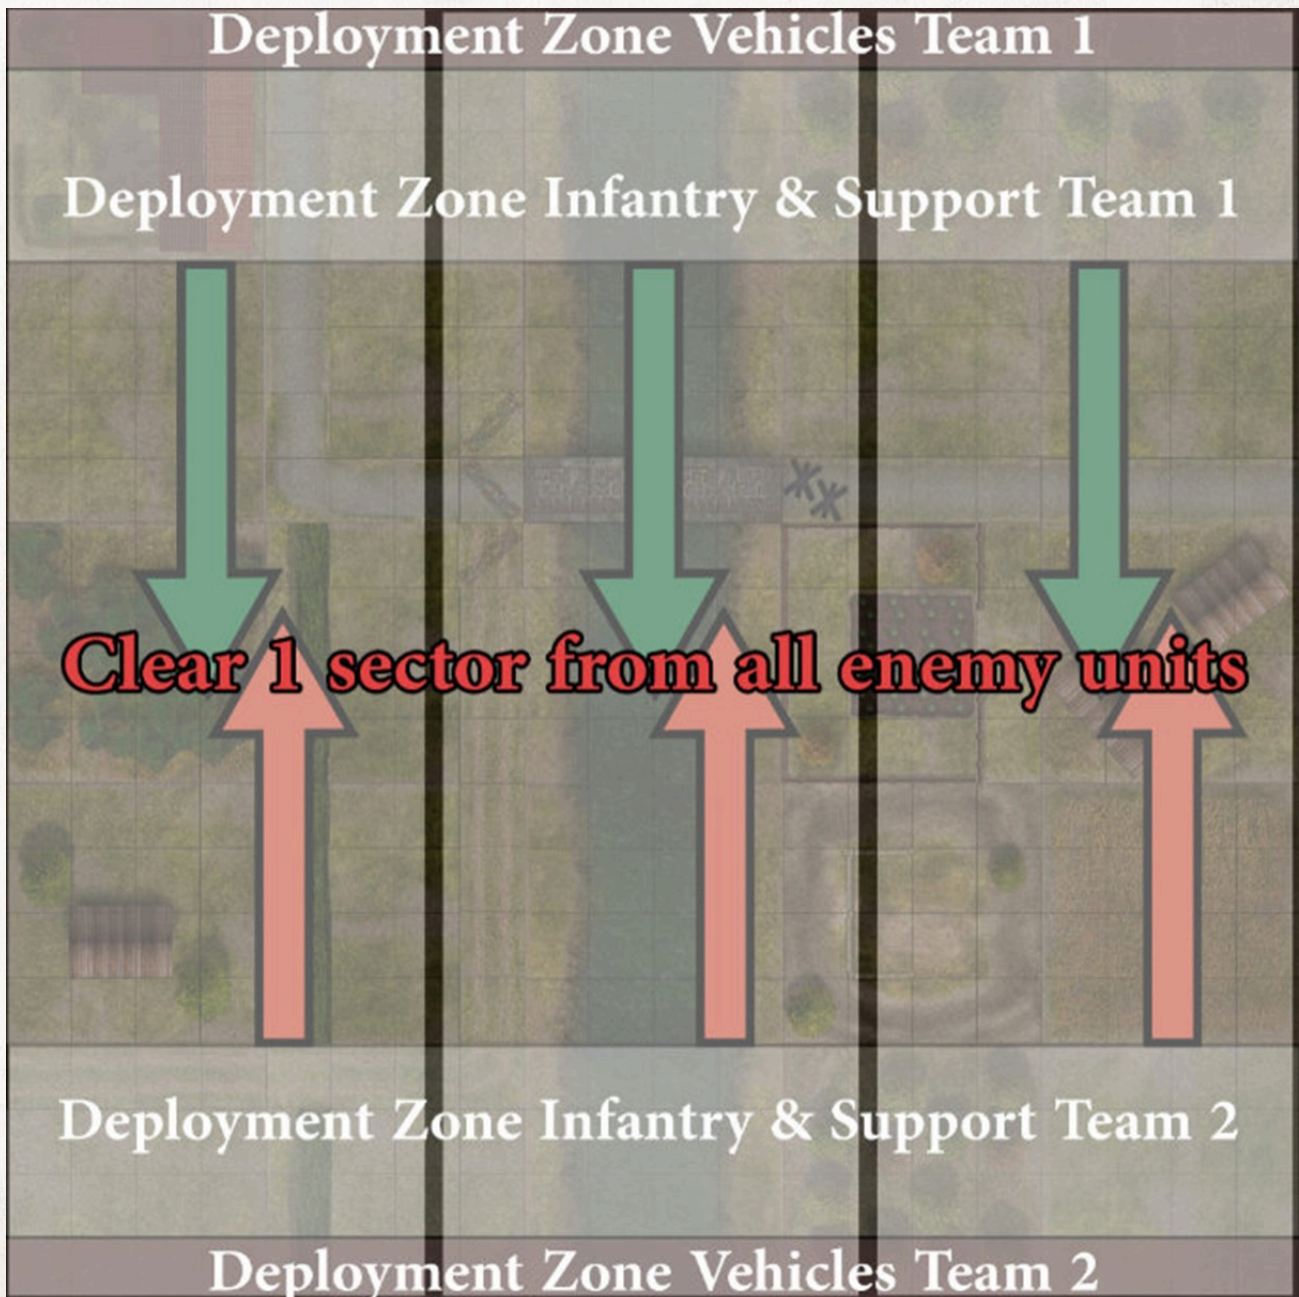 Deployment Zone Vehicles Team 1
Deployment Zone Infantry & Support Team 1
Clear 1 sector from all enemy units
Deployment Zone Infantry & Support Team 2
Deployment Zone Vehicles Team 2